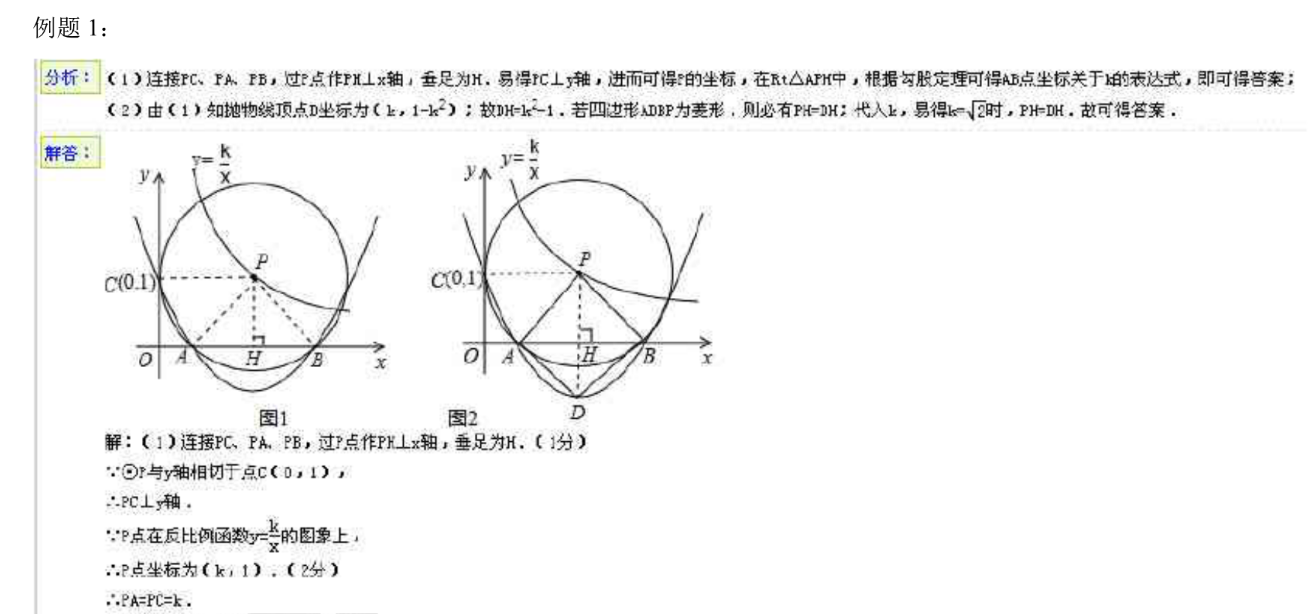 例题 1：
分析： （1）连接PC、PA、PB，过P点作PH⊥x轴，垂足为H．易得PC⊥y轴，进而可得P的坐标，在Rt△APH中，根据勾股定理可得AB点坐标关于k的表达式，即可得答案；
（2）由（1）知抛物线顶点D坐标为（k，1-k²）；故DH=k²-1．若四边形ADBP为菱形．则必有PH=DH；代入k，易得k=√2时，PH=DH．故可得答案．
解答：
y=k/x
y
P
C(0.1)
O A H B x
图1
y=k/x
y
P
C(0,1)
O A H B x
D
图2
解：（1）连接PC、PA、PB，过P点作PH⊥x轴，垂足为H．（1分）
∵⊙P与y轴相切于点C（0，1），
∴PC⊥y轴．
∵P点在反比例函数y=k/x的图象上，
∴P点坐标为（k，1）．（2分）
∴PA=PC=k．